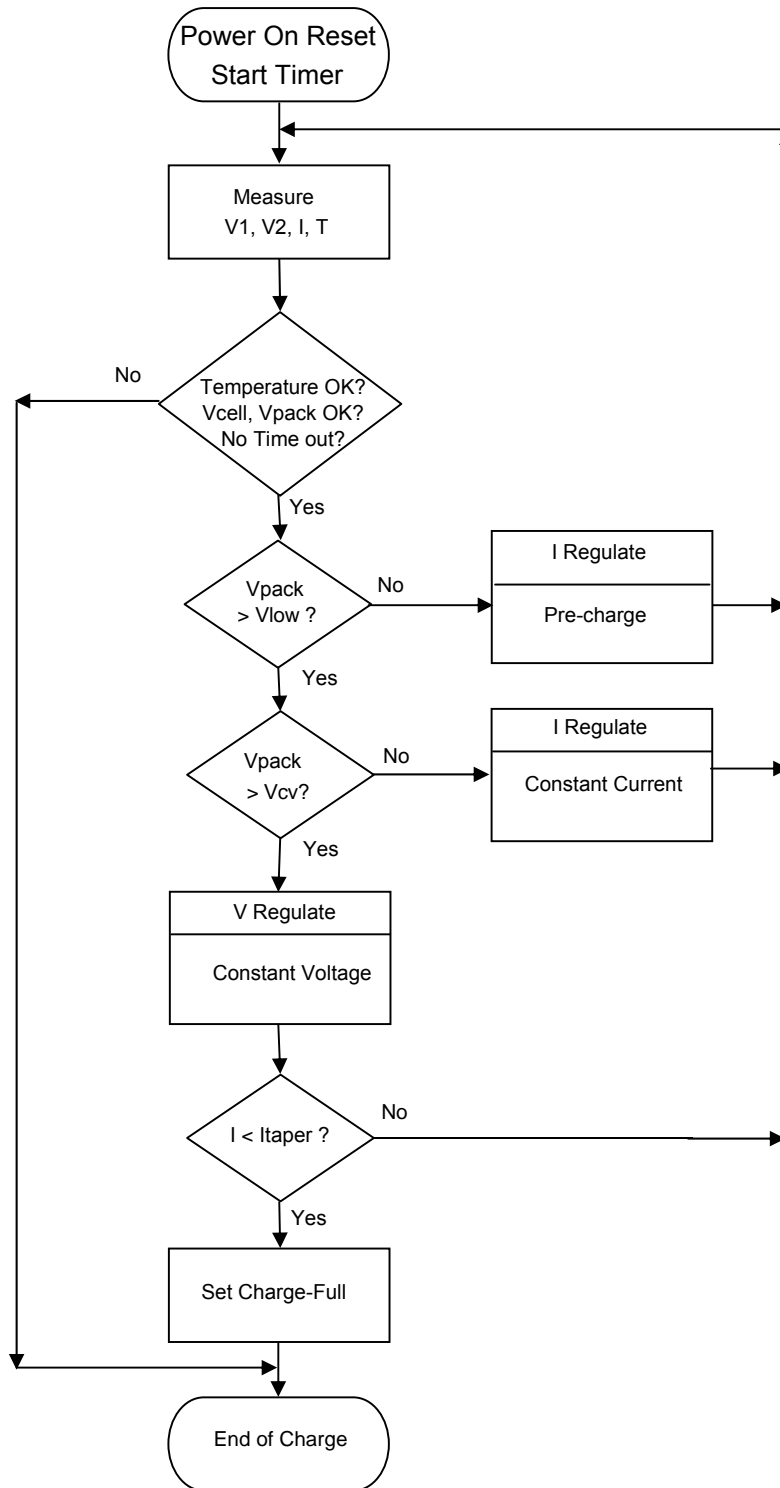 Power On Reset
Start Timer
Measure
V1, V2, I, T
No
Temperature OK?
Vcell, Vpack OK?
No Time out?
Yes
Vpack
> Vlow ?
No
I Regulate
Pre-charge
Yes
Vpack
> Vcv?
No
I Regulate
Constant Current
Yes
V Regulate
Constant Voltage
I < Itaper ?
No
Yes
Set Charge-Full
End of Charge